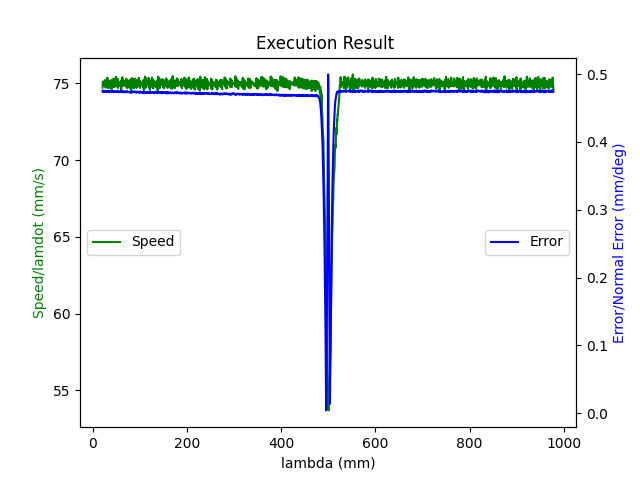 Execution Result
75
70
65
60
55
Speed/lamdot (mm/s)
Speed
Error
0.5
0.4
0.3
0.2
0.1
0.0
Error/Normal Error (mm/deg)
0 200 400 600 800 1000
lambda (mm)